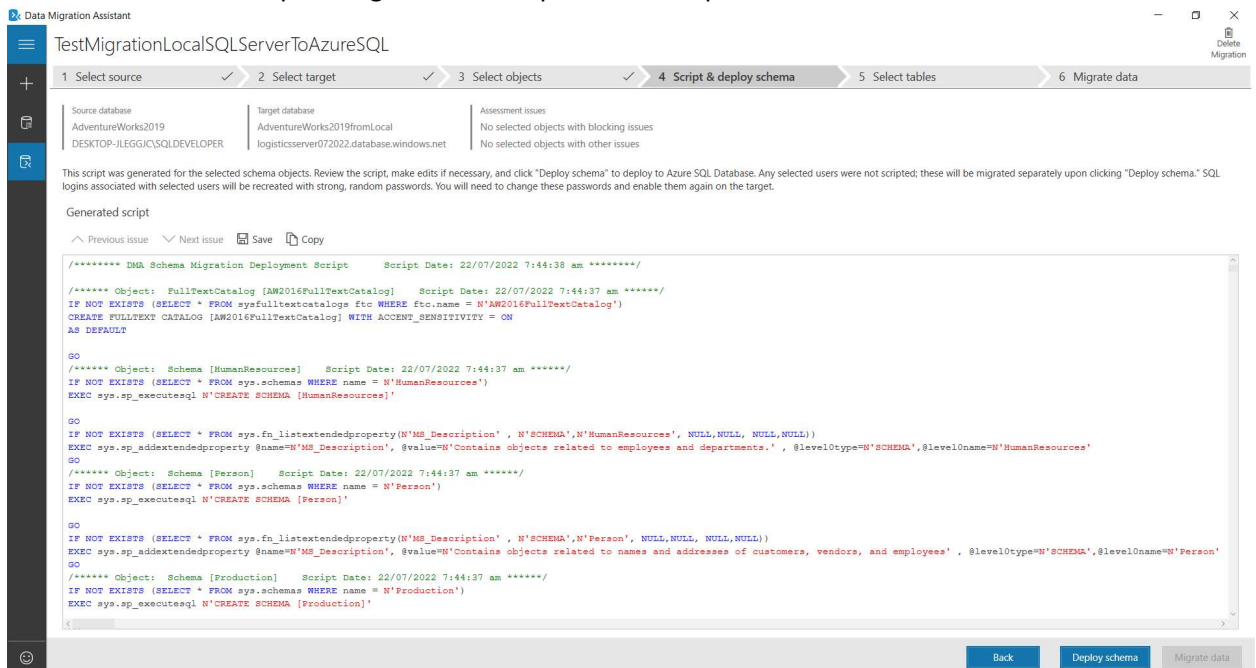 Data Migration Assistant
TestMigrationLocalSQLServerToAzureSQL
Delete
Migration
1 Select source
2 Select target
3 Select objects
4 Script & deploy schema
5 Select tables
6 Migrate data
Source database
AdventureWorks2019
DESKTOP-JLEGGJC\SQLDEVELOPER
Target database
AdventureWorks2019fromLocal
logisticsserver072022.database.windows.net
Assessment issues
No selected objects with blocking issues
No selected objects with other issues
This script was generated for the selected schema objects. Review the script, make edits if necessary, and click "Deploy schema" to deploy to Azure SQL Database. Any selected users were not scripted; these will be migrated separately upon clicking "Deploy schema." SQL
logins associated with selected users will be recreated with strong, random passwords. You will need to change these passwords and enable them again on the target.
Generated script
Previous issue Next issue Save Copy
/******** DMA Schema Migration Deployment Script Script Date: 22/07/2022 7:44:38 am ********/
/****** Object: FullTextCatalog [AW2016FullTextCatalog] Script Date: 22/07/2022 7:44:37 am ******/
IF NOT EXISTS (SELECT * FROM sysfulltextcatalogs ftc WHERE ftc.name = N'AW2016FullTextCatalog')
CREATE FULLTEXT CATALOG [AW2016FullTextCatalog] WITH ACCENT_SENSITIVITY = ON
AS DEFAULT
GO
/****** Object: Schema [HumanResources] Script Date: 22/07/2022 7:44:37 am ******/
IF NOT EXISTS (SELECT * FROM sys.schemas WHERE name = N'HumanResources')
EXEC sys.sp_executesql N'CREATE SCHEMA [HumanResources]'
GO
IF NOT EXISTS (SELECT * FROM sys.fn_listextendedproperty(N'MS_Description' , N'SCHEMA',N'HumanResources', NULL,NULL, NULL,NULL))
EXEC sys.sp_addextendedproperty @name=N'MS_Description', @value=N'Contains objects related to employees and departments.' , @level0type=N'SCHEMA',@level0name=N'HumanResources'
GO
/****** Object: Schema [Person] Script Date: 22/07/2022 7:44:37 am ******/
IF NOT EXISTS (SELECT * FROM sys.schemas WHERE name = N'Person')
EXEC sys.sp_executesql N'CREATE SCHEMA [Person]'
GO
IF NOT EXISTS (SELECT * FROM sys.fn_listextendedproperty(N'MS_Description' , N'SCHEMA',N'Person', NULL,NULL, NULL,NULL))
EXEC sys.sp_addextendedproperty @name=N'MS_Description', @value=N'Contains objects related to names and addresses of customers, vendors, and employees' , @level0type=N'SCHEMA',@level0name=N'Person'
GO
/****** Object: Schema [Production] Script Date: 22/07/2022 7:44:37 am ******/
IF NOT EXISTS (SELECT * FROM sys.schemas WHERE name = N'Production')
EXEC sys.sp_executesql N'CREATE SCHEMA [Production]'
Back
Deploy schema
Migrate data